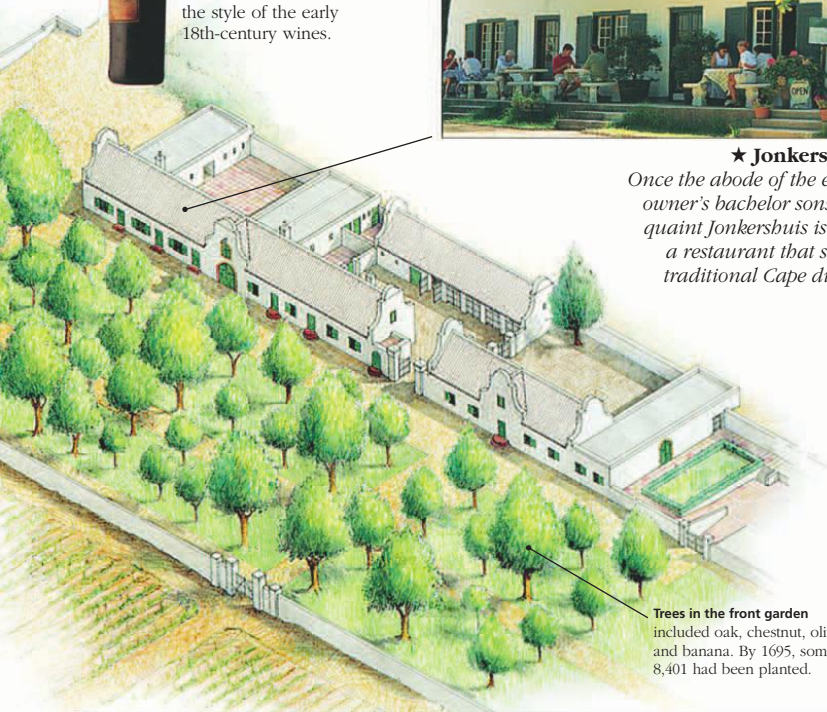 the style of the early
18th-century wines.
OPEN
★ Jonkers
Once the abode of the e
owner's bachelor sons
quaint Jonkershuis is
a restaurant that s
traditional Cape di
Trees in the front garden
included oak, chestnut, oli
and banana. By 1695, som
8,401 had been planted.